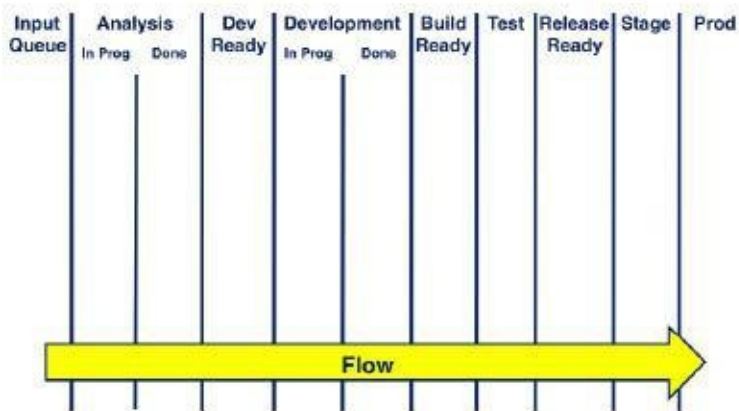 Input Queue
Analysis
In Prog
Done
Dev Ready
Development
In Prog
Done
Build Ready
Test
Release Ready
Stage
Prod
Flow